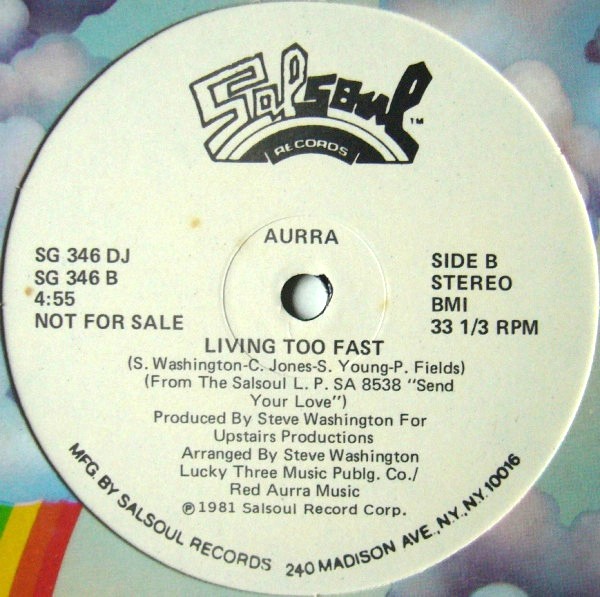 Salsoul
TM
RECORDS
AURRA
SG 346 DJ
SG 346 B
4:55
NOT FOR SALE
SIDE B
STEREO
BMI
33 1/3 RPM
LIVING TOO FAST
(S. Washington-C. Jones-S. Young-P. Fields)
(From The Salsoul L. P. SA 8538 "Send
Your Love")
Produced By Steve Washington For
Upstairs Productions
Arranged By Steve Washington
Lucky Three Music Publg. Co./
Red Aurra Music
℗1981 Salsoul Record Corp.
MFG. BY SALSOUL RECORDS 240 MADISON AVE., N.Y., N.Y. 10016